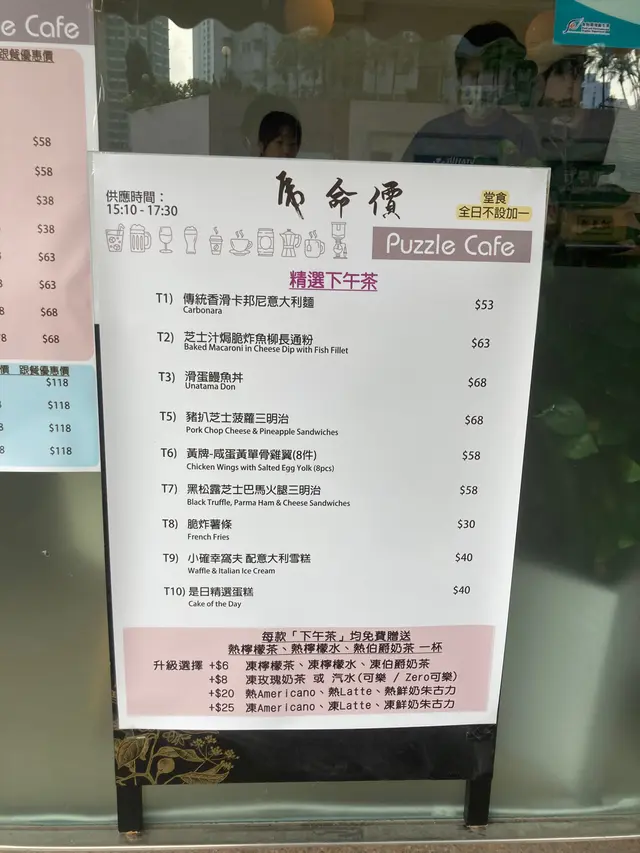 e Cafe
跟餐優惠價
$58
$58
$38
$38
$63
$63
$68
$68
價 跟餐優惠價
$118
$118
$118
$118
供應時間：
15:10 - 17:30
命價
堂食
全日不設加一
Puzzle Cafe
精選下午茶
T1) 傳統香滑卡邦尼意大利麵 $53
Carbonara
T2) 芝士汁焗脆炸魚柳長通粉 $63
Baked Macaroni in Cheese Dip with Fish Fillet
T3) 滑蛋鰻魚丼 $68
Unatama Don
T5) 豬扒芝士菠蘿三明治 $68
Pork Chop Cheese & Pineapple Sandwiches
T6) 黃牌-咸蛋黃單骨雞翼(8件) $58
Chicken Wings with Salted Egg Yolk (8pcs)
T7) 黑松露芝士巴馬火腿三明治 $58
Black Truffle, Parma Ham & Cheese Sandwiches
T8) 脆炸薯條 $30
French Fries
T9) 小確幸窩夫 配意大利雪糕 $40
Waffle & Italian Ice Cream
T10) 是日精選蛋糕 $40
Cake of the Day
每款「下午茶」均免費贈送
熱檸檬茶、熱檸檬水、熱伯爵奶茶 一杯
升級選擇 +$6 凍檸檬茶、凍檸檬水、凍伯爵奶茶
+$8 凍玫瑰奶茶 或 汽水(可樂 / Zero可樂)
+$20 熱Americano、熱Latte、熱鮮奶朱古力
+$25 凍Americano、凍Latte、凍鮮奶朱古力